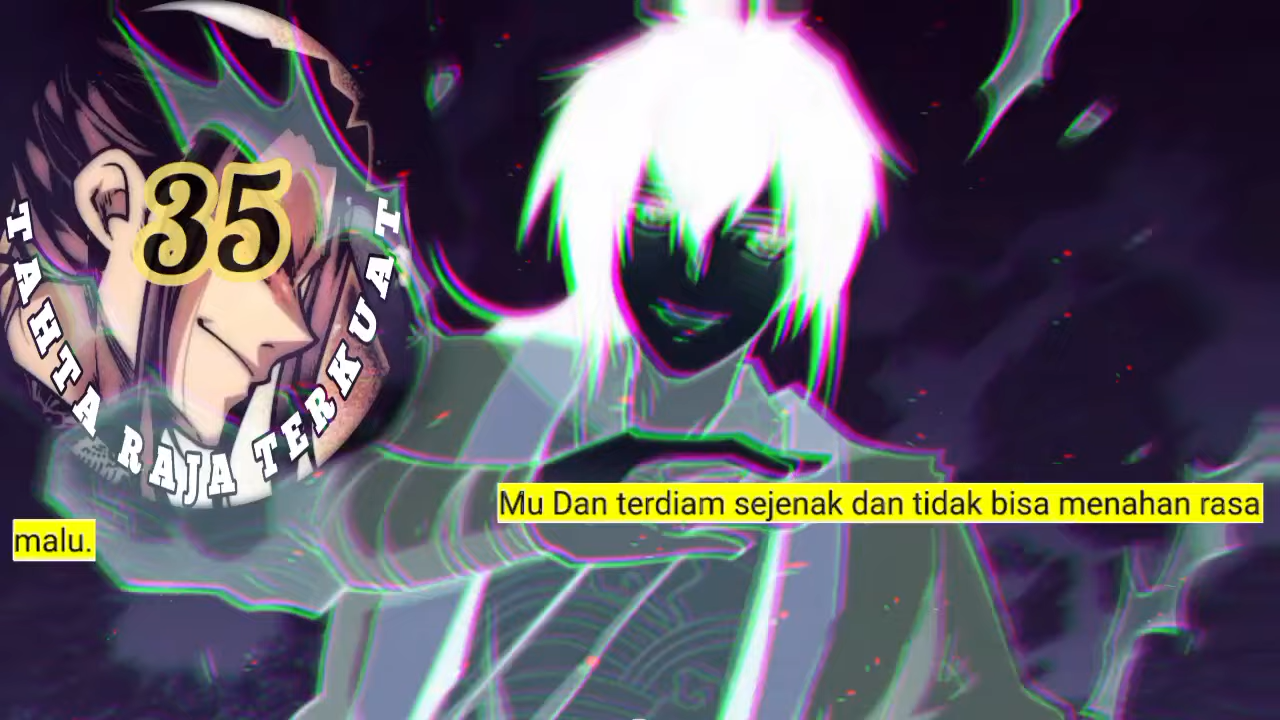 35
TAHTA RAJA TERKUAT
Mu Dan terdiam sejenak dan tidak bisa menahan rasa
malu.